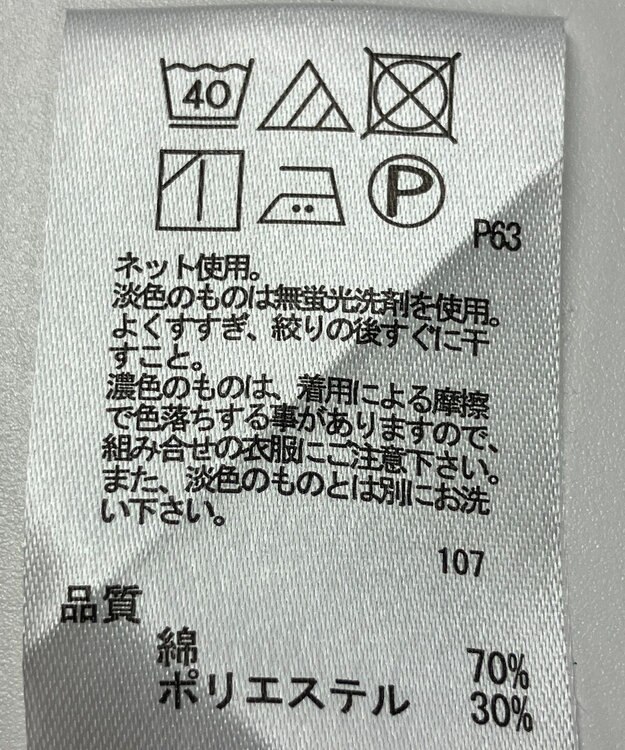 40
P
P63
ネット使用。
淡色のものは無蛍光洗剤を使用。
よくすすぎ、絞りの後すぐに干
すこと。
濃色のものは、着用による摩擦
で色落ちする事がありますので、
組み合せの衣服にご注意下さい。
また、淡色のものとは別にお洗
い下さい。
107
品質
綿 70%
ポリエステル 30%